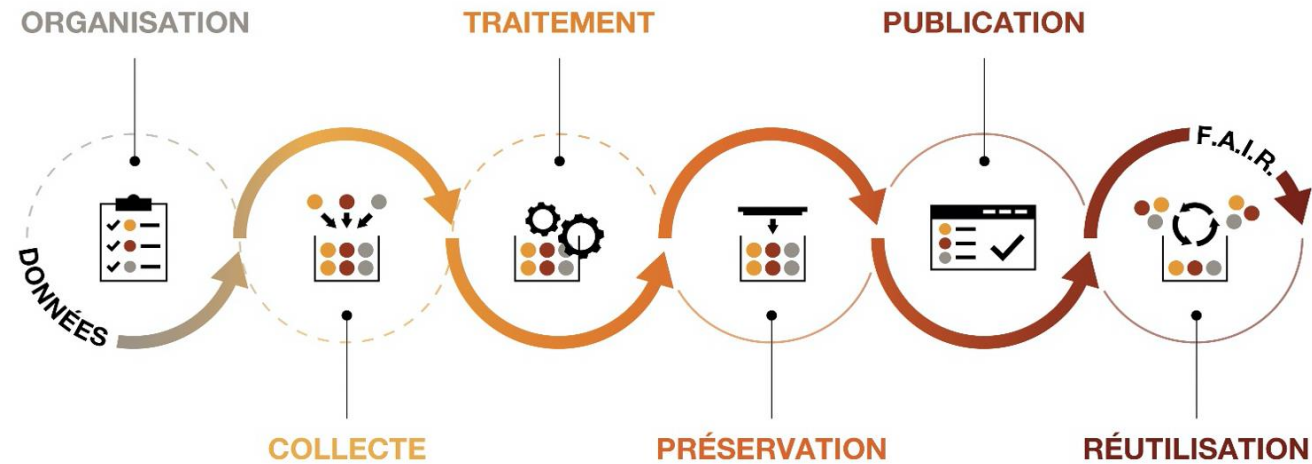 ORGANISATION
TRAITEMENT
PUBLICATION
F.A.I.R.
DONNÉES
COLLECTE
PRÉSERVATION
RÉUTILISATION